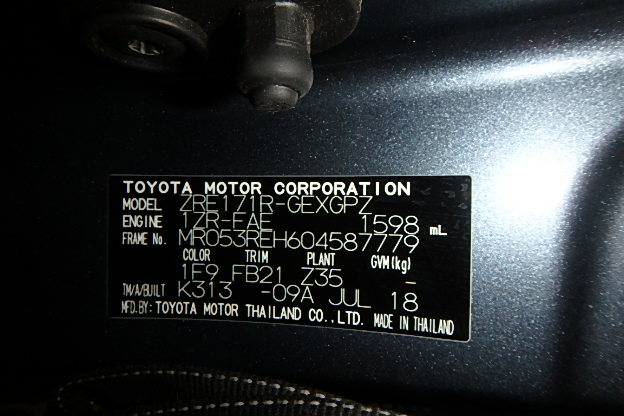 TOYOTA MOTOR CORPORATION
MODEL ZRE171R-GEXGPZ
ENGINE 1ZR-FAE 1598 mL
FRAME No. MR053REH604587779
COLOR TRIM PLANT GVM(kg)
1F9 FB21 Z35 -
TM/A/BUILT K313 -09A JUL 18
MFD.BY: TOYOTA MOTOR THAILAND CO.,LTD. MADE IN THAILAND